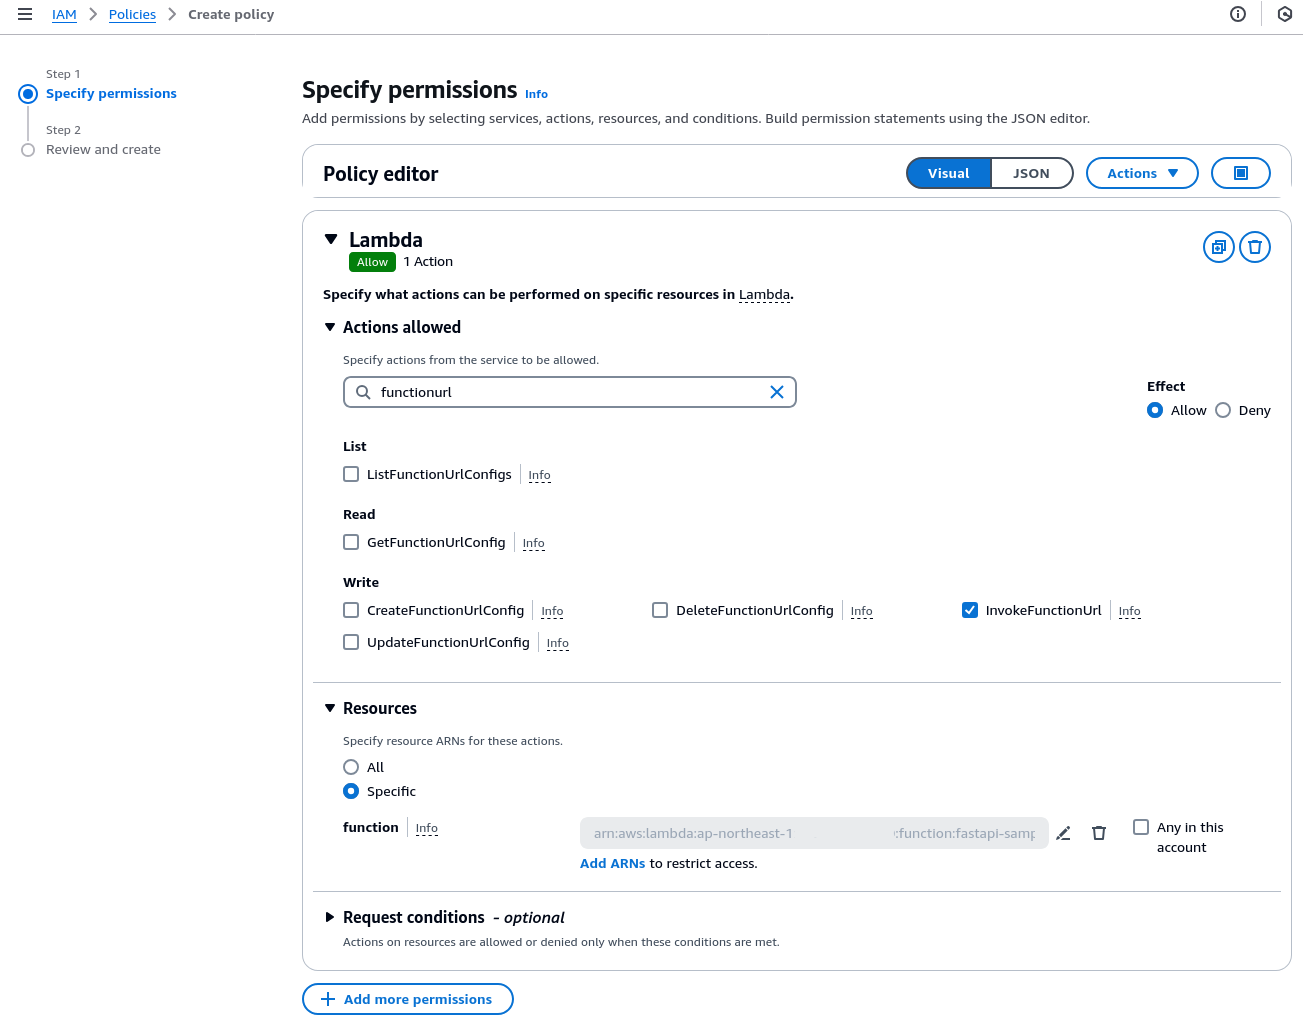 IAM > Policies > Create policy
Step 1
Specify permissions
Step 2
Review and create
Specify permissions Info
Add permissions by selecting services, actions, resources, and conditions. Build permission statements using the JSON editor.
Policy editor
Visual JSON Actions
Lambda
Allow 1 Action
Specify what actions can be performed on specific resources in Lambda.
Actions allowed
Specify actions from the service to be allowed.
functionurl
Effect
Allow Deny
List
ListFunctionUrlConfigs Info
Read
GetFunctionUrlConfig Info
Write
CreateFunctionUrlConfig Info DeleteFunctionUrlConfig Info InvokeFunctionUrl Info
UpdateFunctionUrlConfig Info
Resources
Specify resource ARNs for these actions.
All
Specific
function Info arn:aws:lambda:ap-northeast-1 :function:fastapi-samp Any in this
account
Add ARNs to restrict access.
Request conditions - optional
Actions on resources are allowed or denied only when these conditions are met.
Add more permissions